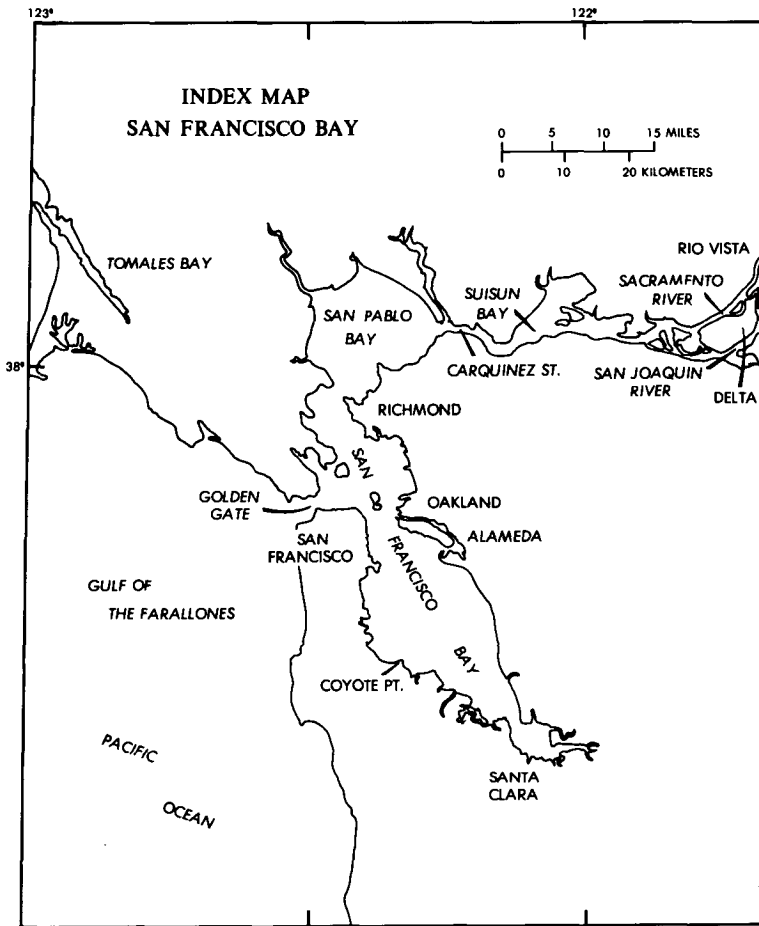 123°
122°
INDEX MAP
SAN FRANCISCO BAY
0 5 10 15 MILES
0 10 20 KILOMETERS
TOMALES BAY
RIO VISTA
SACRAMENTO
RIVER
SUISUN
BAY
SAN PABLO
BAY
38°
CARQUINEZ ST.
SAN JOAQUIN
RIVER
DELTA
RICHMOND
SAN
FRANCISCO
BAY
GOLDEN
GATE
OAKLAND
ALAMEDA
SAN
FRANCISCO
GULF OF
THE FARALLONES
COYOTE PT.
PACIFIC
OCEAN
SANTA
CLARA